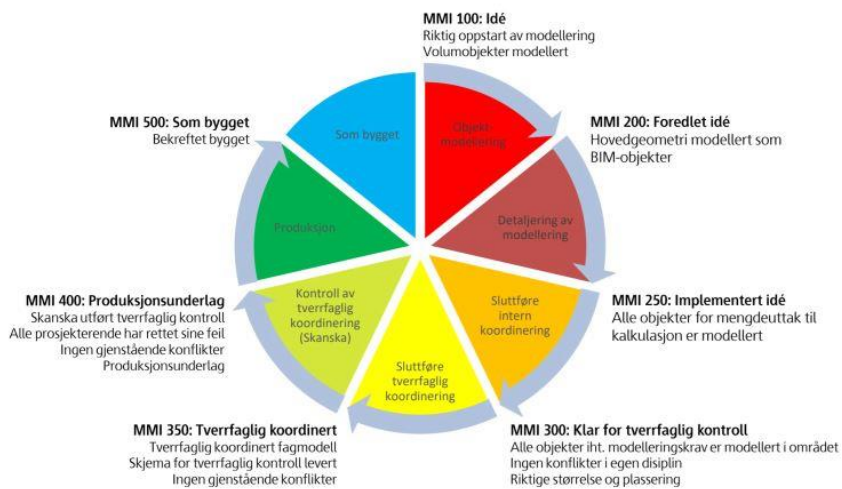 MMI 100: Idé
Riktig oppstart av modellering
Volumobjekter modellert
MMI 500: Som bygget
Bekreftet bygget
Som bygget
Objekt-
modellering
MMI 200: Foredlet idé
Hovedgeometri modellert som
BIM-objekter
Produksjon
Detaljering av
modellering
MMI 400: Produksjonsunderlag
Skanska utført tverrfaglig kontroll
Alle prosjekterende har rettet sine feil
Ingen gjenstående konflikter
Produksjonsunderlag
Kontroll av
tverrfaglig
koordinering
(Skanska)
Sluttføre
intern
koordinering
MMI 250: Implementert idé
Alle objekter for mengdeuttak til
kalkulasjon er modellert
Sluttføre
tverrfaglig
koordinering
MMI 350: Tverrfaglig koordinert
Tverrfaglig koordinert fagmodell
Skjema for tverrfaglig kontroll levert
Ingen gjenstående konflikter
MMI 300: Klar for tverrfaglig kontroll
Alle objekter iht. modelleringskrav er modellert i området
Ingen konflikter i egen disiplin
Riktige størrelse og plassering